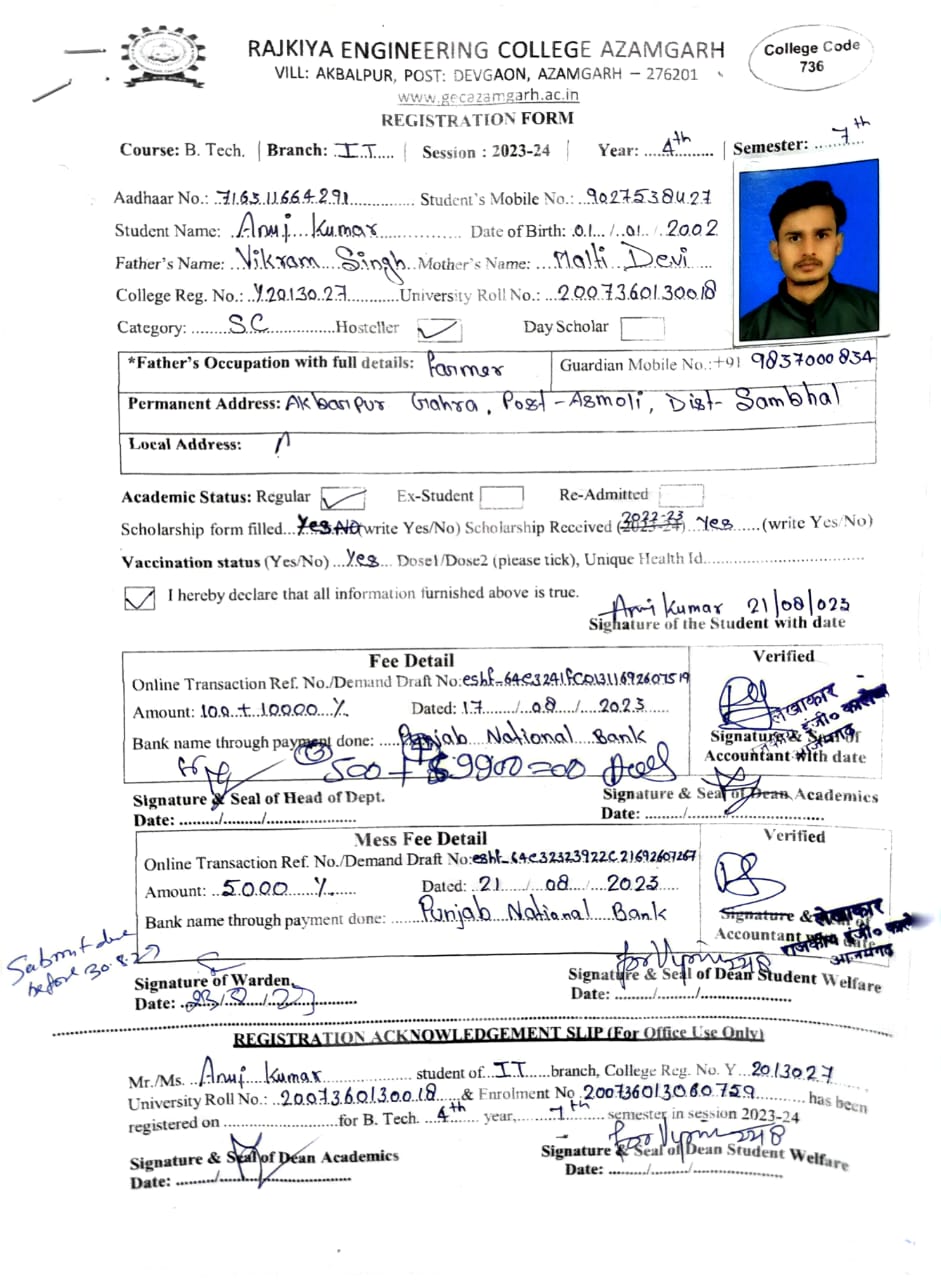 RAJKIYA ENGINEERING COLLEGE AZAMGARH
College Code
736
VILL: AKBALPUR, POST: DEVGAON, AZAMGARH – 276201
www.gecazamgarh.ac.in
REGISTRATION FORM
Course: B. Tech. | Branch: I.T. | Session : 2023-24 | Year: 4th | Semester: 7th
Aadhaar No.: 716311664291 Student's Mobile No.: 9027538427
Student Name: Anuj Kumar Date of Birth: 01/01/2002
Father's Name: Vikram Singh Mother's Name: Malti Devi
College Reg. No.: Y2013027 University Roll No.: 2007360130018
Category: SC Hosteller ✓ Day Scholar
*Father's Occupation with full details: Farmer Guardian Mobile No.:+91 9837000834
Permanent Address: Akbaripur Gahra, Post-Asmoli, Dist- Sambhal
Local Address:
Academic Status: Regular ✓ Ex-Student Re-Admitted
Scholarship form filled...Yes NO(write Yes/No) Scholarship Received (2022-23) Yes (write Yes/No)
Vaccination status (Yes/No) ...Yes... Dose1/Dose2 (please tick), Unique Health Id
✓ I hereby declare that all information furnished above is true.
Anuj Kumar 21/08/023
Signature of the Student with date
Fee Detail Verified
Online Transaction Ref. No./Demand Draft No:eshf-64e3241fC01311692607519
Amount: 100 + 10000 ٪ Dated: 17/08/2023
Bank name through payment done: Punjab National Bank
लेखाकार
राजकीय इंजी० कालेज
आजमगढ़
Signature & Seal of
Accountant with date
500 + 9900=00
Signature & Seal of Head of Dept. Signature & Seal of Dean Academics
Date: ........./........./.................... Date: ........./........./....................
Mess Fee Detail Verified
Online Transaction Ref. No./Demand Draft No:eshf-64e32323922C21692607267
Amount: 5000 ٪ Dated: 21/08/2023
Bank name through payment done: Punjab National Bank
Signature & Seal of
Accountant with date
लेखाकार
राजकीय इंजी० कालेज
आजमगढ़
Submit due
before 30.8.23
Signature of Warden Signature & Seal of Dean Student Welfare
Date: Date: ........./........./....................
REGISTRATION ACKNOWLEDGEMENT SLIP (For Office Use Only)
Mr./Ms. Anuj Kumar student of IT branch, College Reg. No. Y 2013027
University Roll No.: 2007360130018 & Enrolment No 200736013060759 has been
registered on .................... for B. Tech. 4th year, 7th semester in session 2023-24
Signature & Seal of Dean Academics Signature & Seal of Dean Student Welfare
Date: ........./........./.................... Date: ........./........./....................